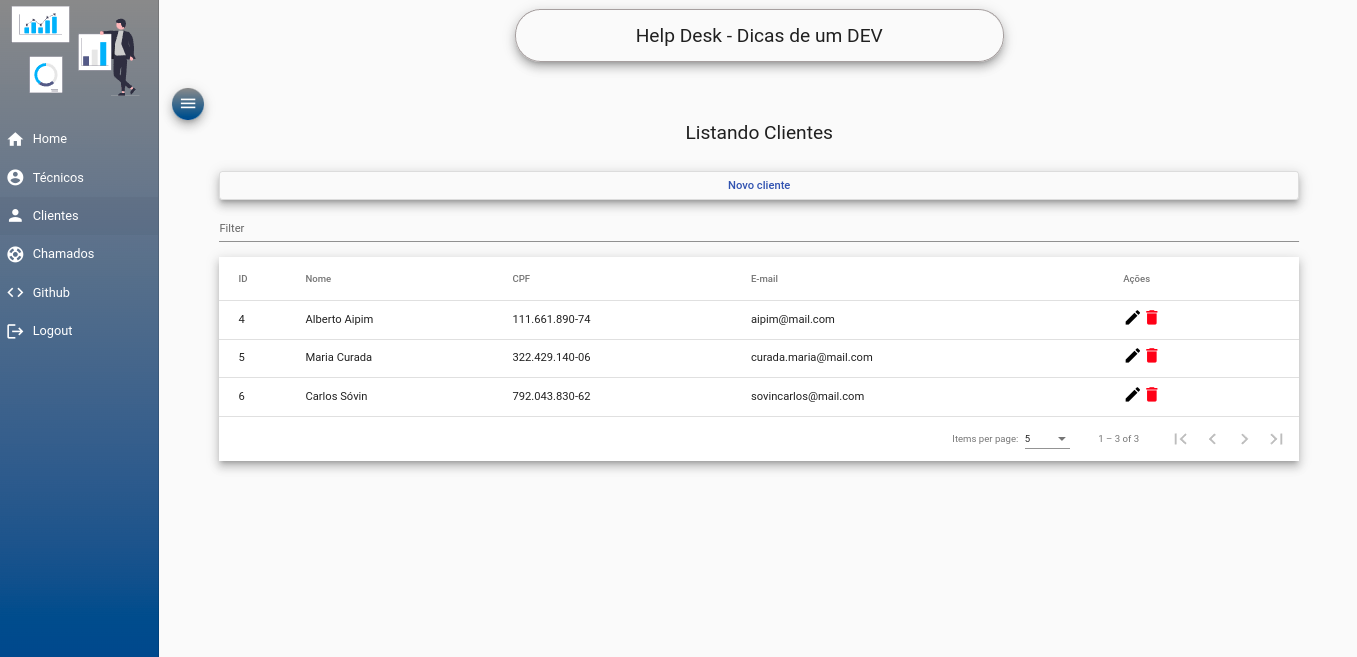 Help Desk - Dicas de um DEV
Home
Técnicos
Clientes
Chamados
Github
Logout
Listando Clientes
Novo cliente
Filter
ID Nome CPF E-mail Ações
4 Alberto Aipim 111.661.890-74 aipim@mail.com
5 Maria Curada 322.429.140-06 curada.maria@mail.com
6 Carlos Sóvin 792.043.830-62 sovincarlos@mail.com
Items per page: 5 1 – 3 of 3